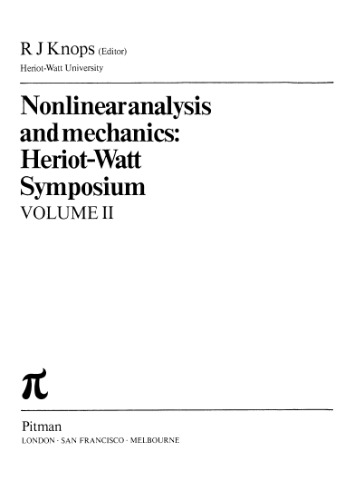 R J Knops (Editor)
Heriot-Watt University
Nonlinear analysis
and mechanics:
Heriot-Watt
Symposium
VOLUME II
π
Pitman
LONDON · SAN FRANCISCO · MELBOURNE